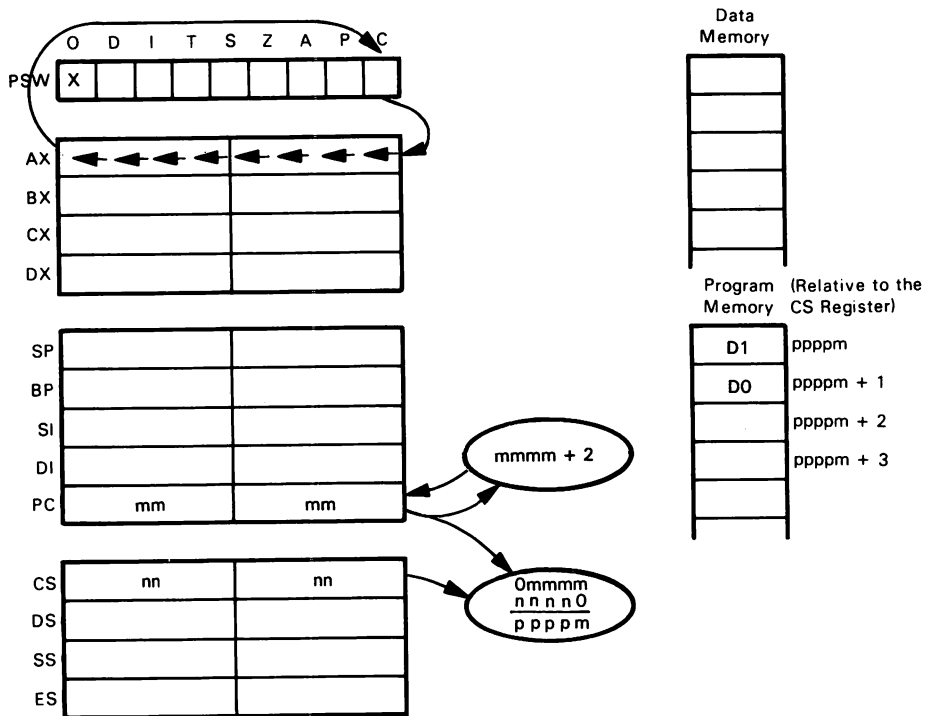 Data
Memory
O D I T S Z A P C
PSW X
AX
BX
CX
DX
Program (Relative to the
Memory CS Register)
D1 ppppm
D0 ppppm + 1
ppppm + 2
ppppm + 3
SP
BP
SI
DI
PC mm mm
mmmm + 2
CS nn nn
DS
SS
ES
0mmmm
n n n n 0
p p p p m